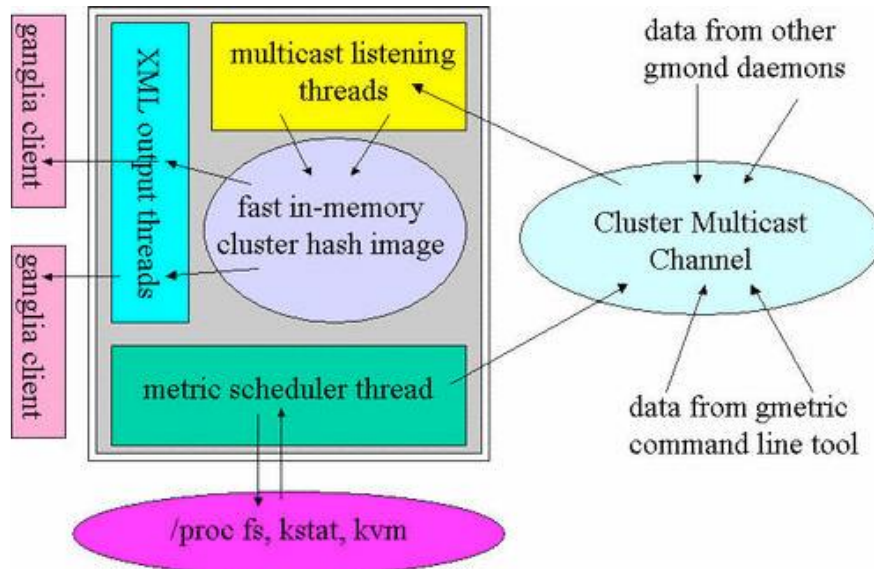 ganglia client
ganglia client
XML output threads
multicast listening
threads
fast in-memory
cluster hash image
metric scheduler thread
/proc fs, kstat, kvm
data from other
gmond daemons
Cluster Multicast
Channel
data from gmetric
command line tool